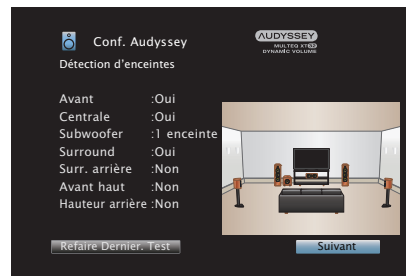 Conf. Audyssey
AUDYSSEY
MULTEQ XT32
DYNAMIC VOLUME
Détection d'enceintes
Avant :Oui
Centrale :Oui
Subwoofer :1 enceinte
Surround :Oui
Surr. arrière :Non
Avant haut :Non
Hauteur arrière :Non
Refaire Dernier. Test
Suivant